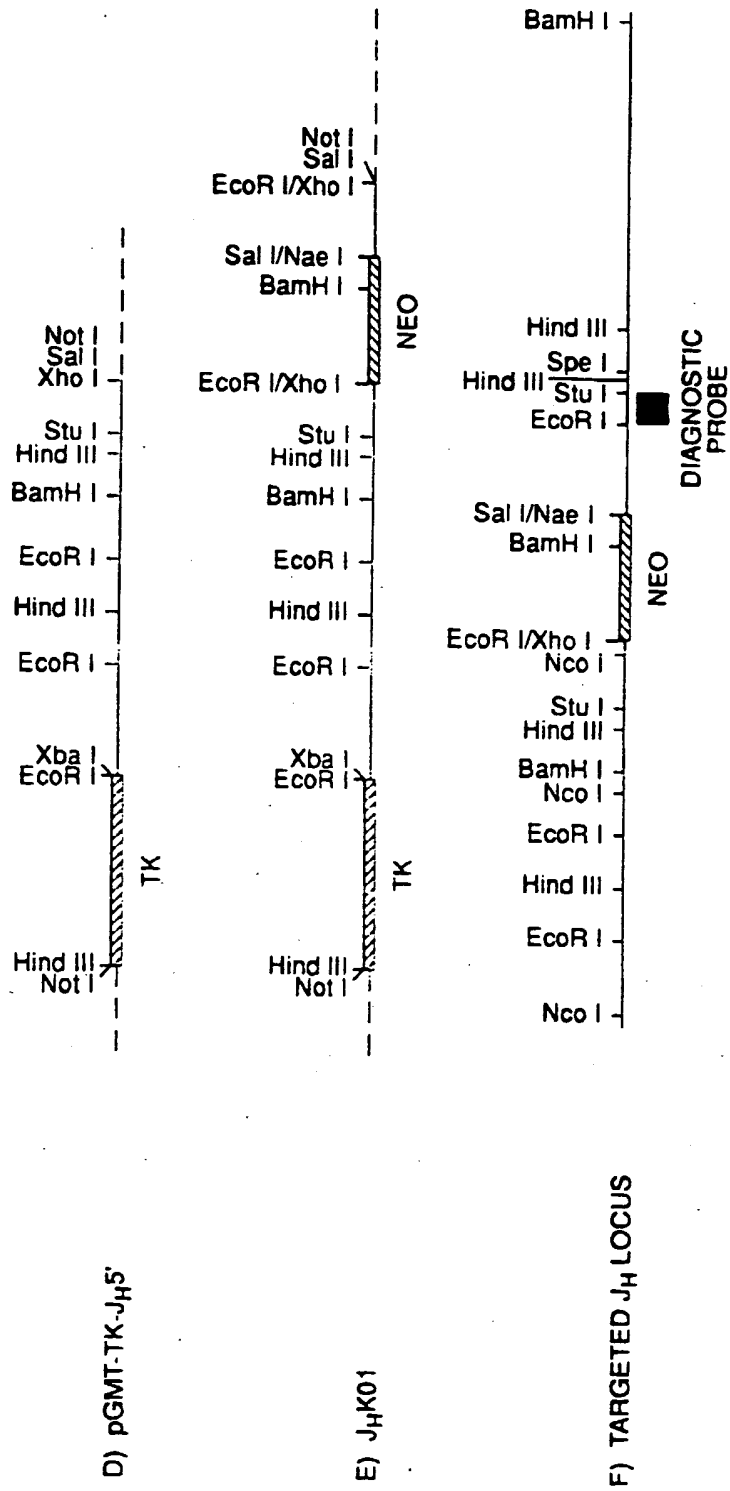 D) pGMT-TK-JH5'
Not I
Hind III
TK
EcoR I
Xba I
EcoR I
Hind III
EcoR I
BamH I
Hind III
Stu I
Xho I
Sal I
Not I
E) JHK01
Not I
Hind III
TK
EcoR I
Xba I
EcoR I
Hind III
EcoR I
BamH I
Hind III
Stu I
EcoR I/Xho I
NEO
BamH I
Sal I/Nae I
EcoR I/Xho I
Sal I
Not I
F) TARGETED JH LOCUS
Nco I
EcoR I
Hind III
EcoR I
Nco I
BamH I
Hind III
Stu I
Nco I
EcoR I/Xho I
NEO
BamH I
Sal I/Nae I
EcoR I
Stu I
Hind III
Spe I
Hind III
BamH I
DIAGNOSTIC
PROBE